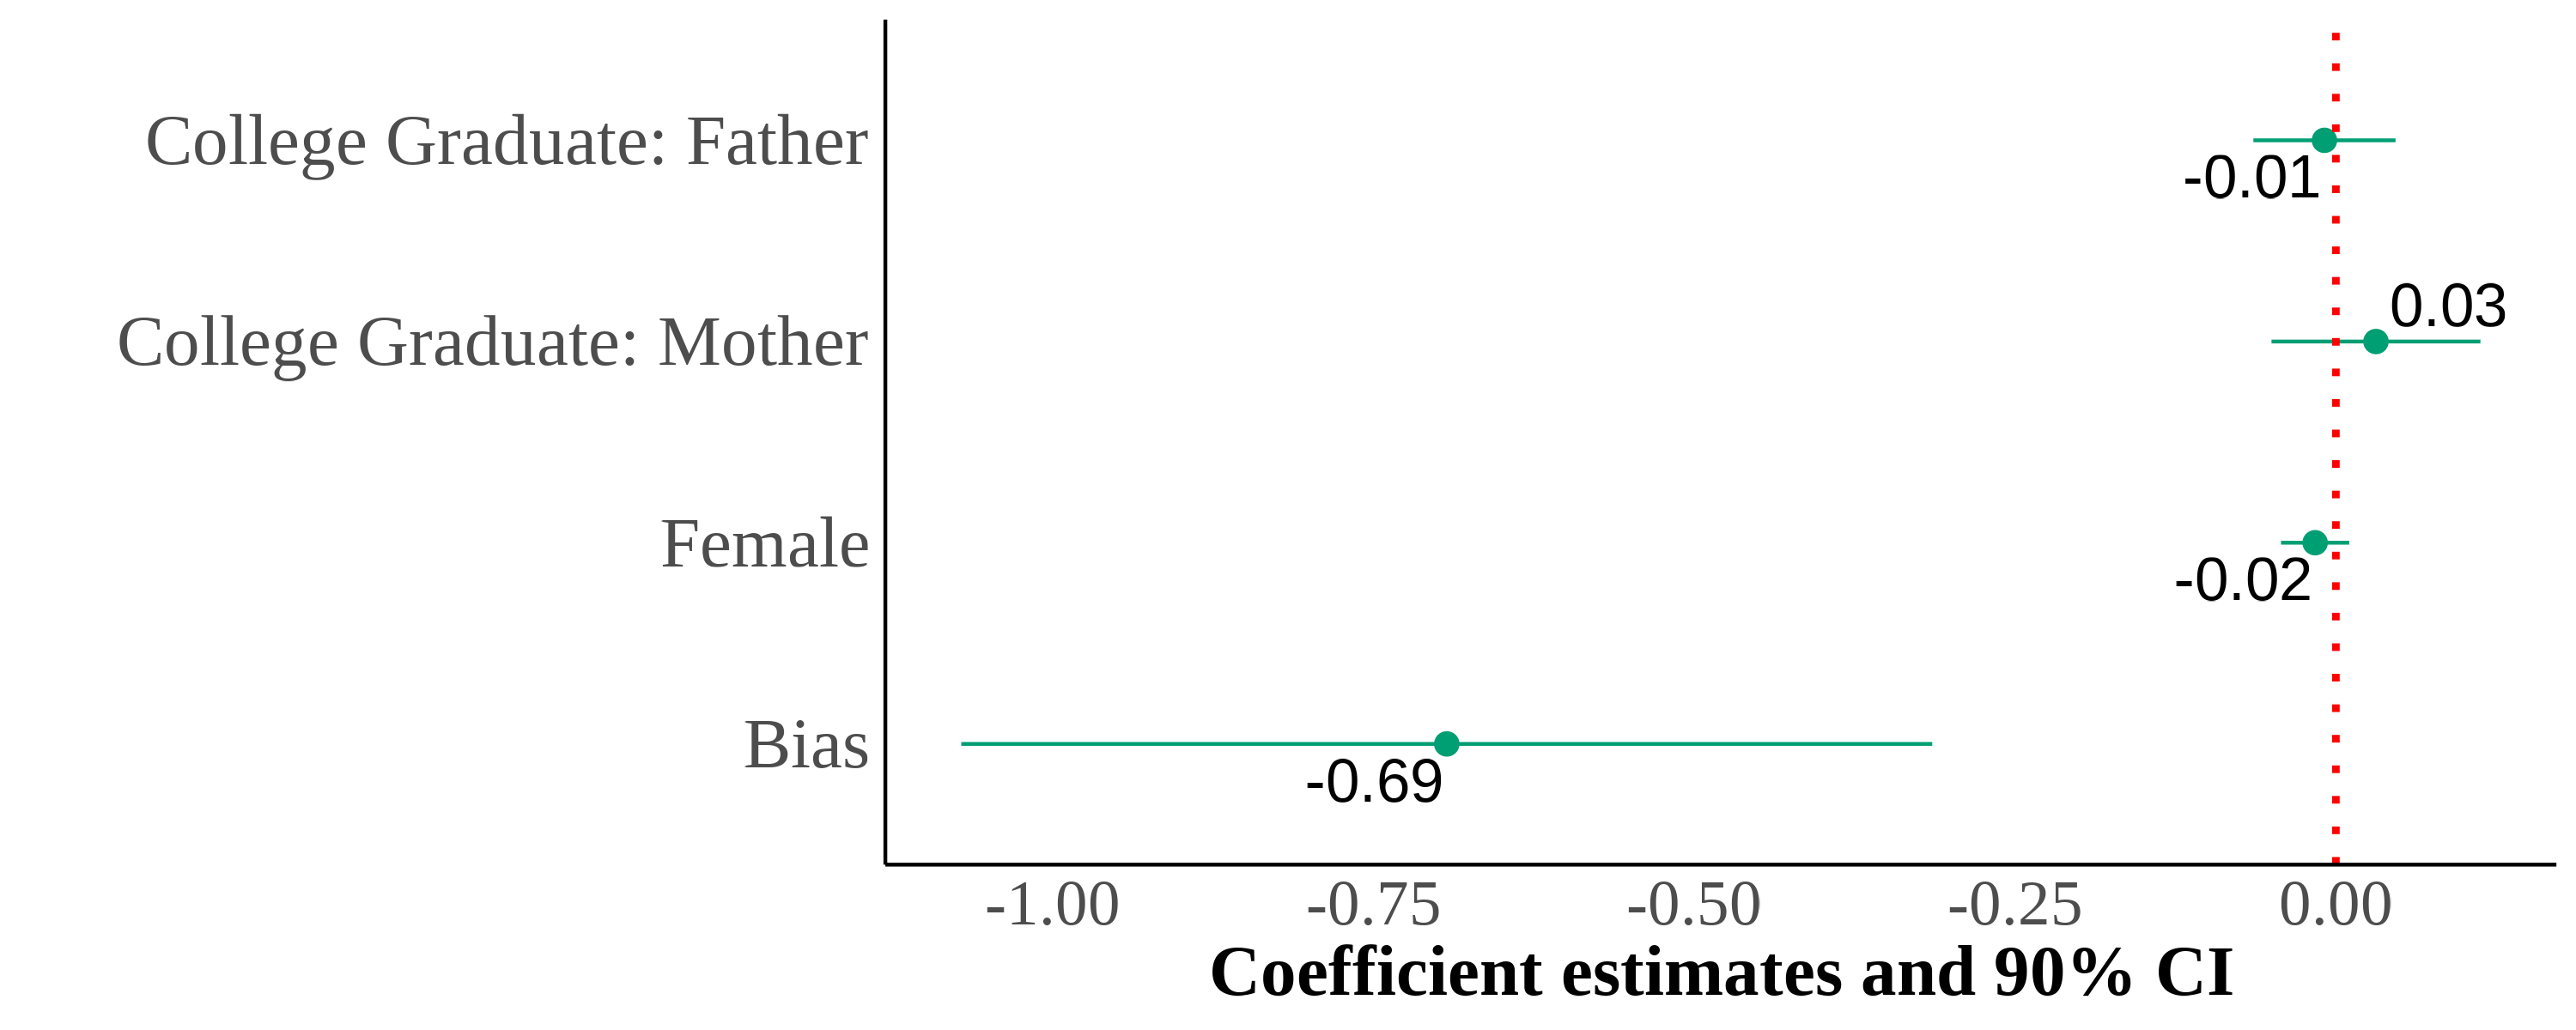 College Graduate: Father
-0.01
College Graduate: Mother
0.03
Female
-0.02
Bias
-0.69
-1.00 -0.75 -0.50 -0.25 0.00
Coefficient estimates and 90% CI